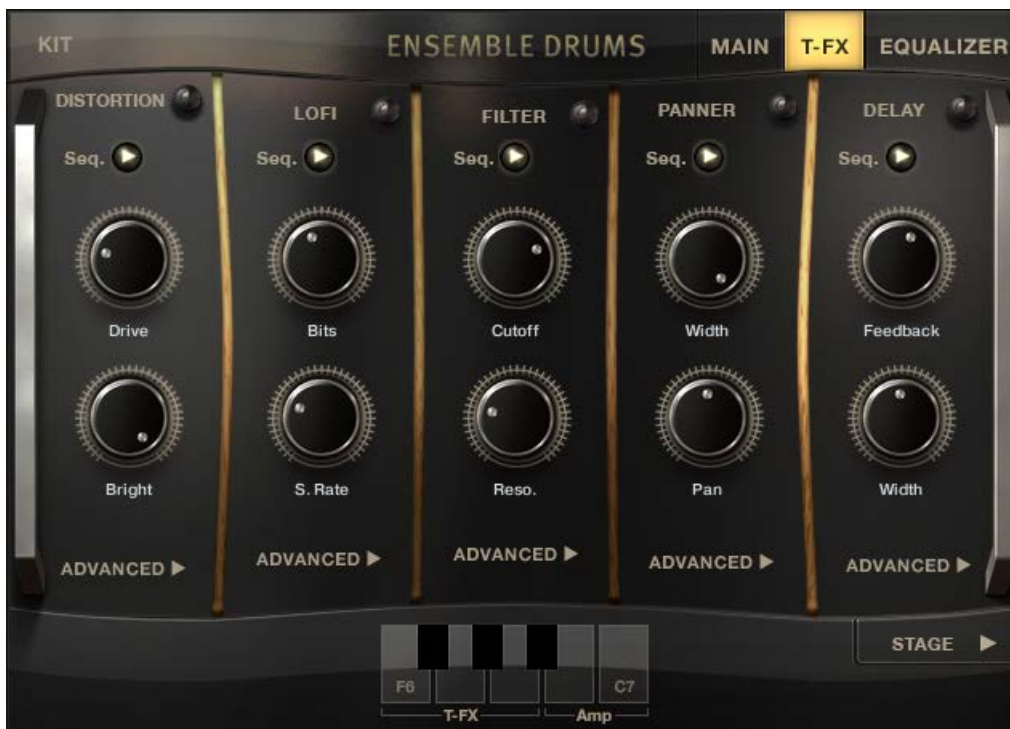 KIT
ENSEMBLE DRUMS
MAIN
T-FX
EQUALIZER
DISTORTION
LOFI
FILTER
PANNER
DELAY
Seq.
Seq.
Seq.
Seq.
Seq.
Drive
Bits
Cutoff
Width
Feedback
Bright
S. Rate
Reso.
Pan
Width
ADVANCED
ADVANCED
ADVANCED
ADVANCED
ADVANCED
STAGE
F6
C7
T-FX
Amp